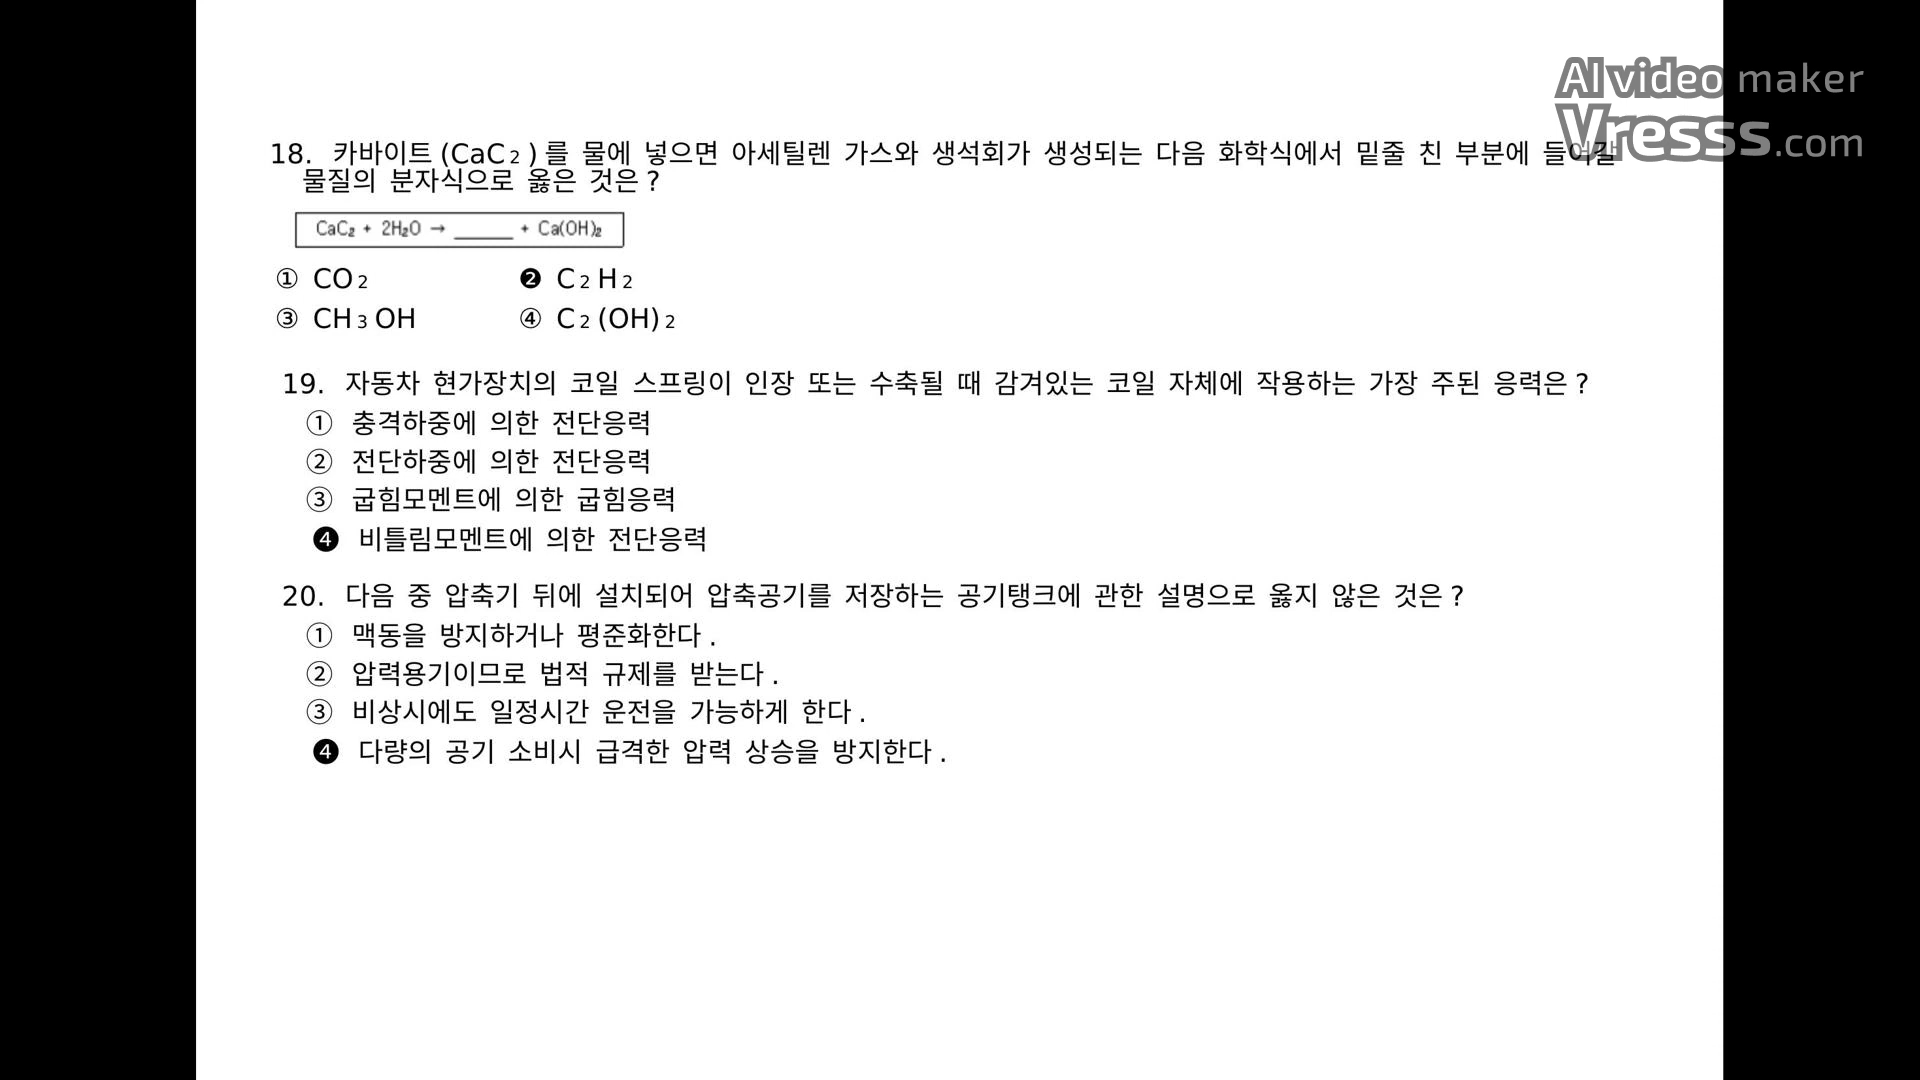 AI video maker
Vresss.com
18. 카바이트 (CaC2) 를 물에 넣으면 아세틸렌 가스와 생석회가 생성되는 다음 화학식에서 밑줄 친 부분에 들어갈
물질의 분자식으로 옳은 것은?
CaC₂ + 2H₂O → ______ + Ca(OH)₂
① CO2 ❷ C2H2
③ CH3OH ④ C2(OH)2
19. 자동차 현가장치의 코일 스프링이 인장 또는 수축될 때 감겨있는 코일 자체에 작용하는 가장 주된 응력은?
① 충격하중에 의한 전단응력
② 전단하중에 의한 전단응력
③ 굽힘모멘트에 의한 굽힘응력
❹ 비틀림모멘트에 의한 전단응력
20. 다음 중 압축기 뒤에 설치되어 압축공기를 저장하는 공기탱크에 관한 설명으로 옳지 않은 것은?
① 맥동을 방지하거나 평준화한다.
② 압력용기이므로 법적 규제를 받는다.
③ 비상시에도 일정시간 운전을 가능하게 한다.
❹ 다량의 공기 소비시 급격한 압력 상승을 방지한다.